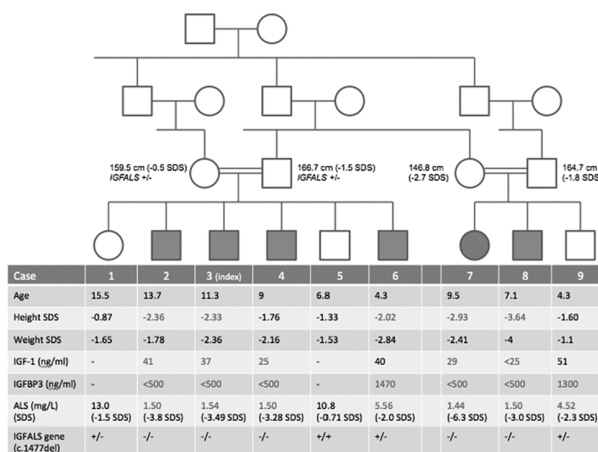 159.5 cm (-0.5 SDS)
IGFALS +/-
166.7 cm (-1.5 SDS)
IGFALS +/-
146.8 cm
(-2.7 SDS)
164.7 cm
(-1.8 SDS
Case 1 2 3 (index) 4 5 6 7 8 9
Age 15.5 13.7 11.3 9 6.8 4.3 9.5 7.1 4.3
Height SDS -0.87 -2.36 -2.33 -1.76 -1.33 -2.02 -2.93 -3.64 -1.60
Weight SDS -1.65 -1.78 -2.36 -2.16 -1.53 -2.84 -2.41 -4 -1.1
IGF-1 (ng/ml) - 41 37 25 - 40 29 <25 51
IGFBP3 (ng/ml) - <500 <500 <500 - 1470 <500 <500 1300
ALS (mg/L) 13.0 1.50 1.54 1.50 10.8 5.56 1.44 1.50 4.52
(SDS) (-1.5 SDS) (-3.8 SDS) (-3.49 SDS) (-3.28 SDS) (-0.71 SDS) (-2.0 SDS) (-6.3 SDS) (-3.0 SDS) (-2.3 SDS)
IGFALS gene +/- -/- -/- -/- +/+ -/- -/- -/- +/-
(c.1477del)